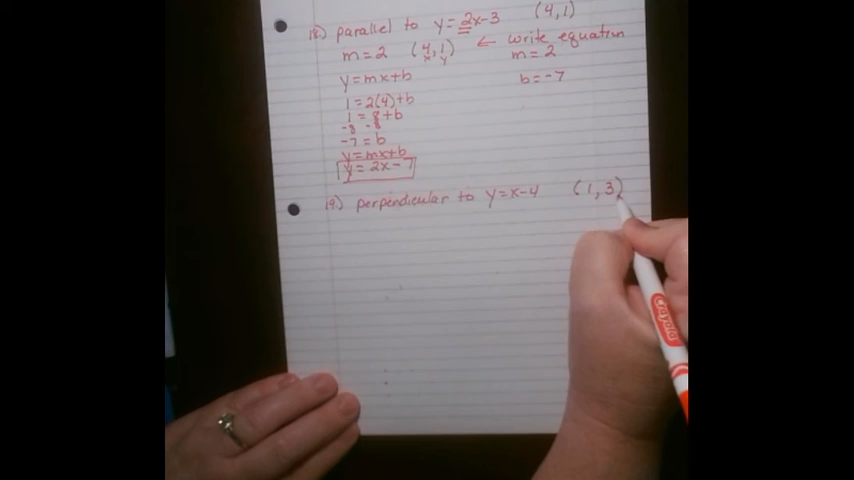 18.) parallel to y=2x-3 (4,1)
m=2 (4,1) ← write equation
x y m=2
y=mx+b b=-7
1=2(4)+b
1=8+b
-8 -8
-7=b
y=mx+b
y=2x-7
19.) perpendicular to y=x-4 (1,3)
Crayola